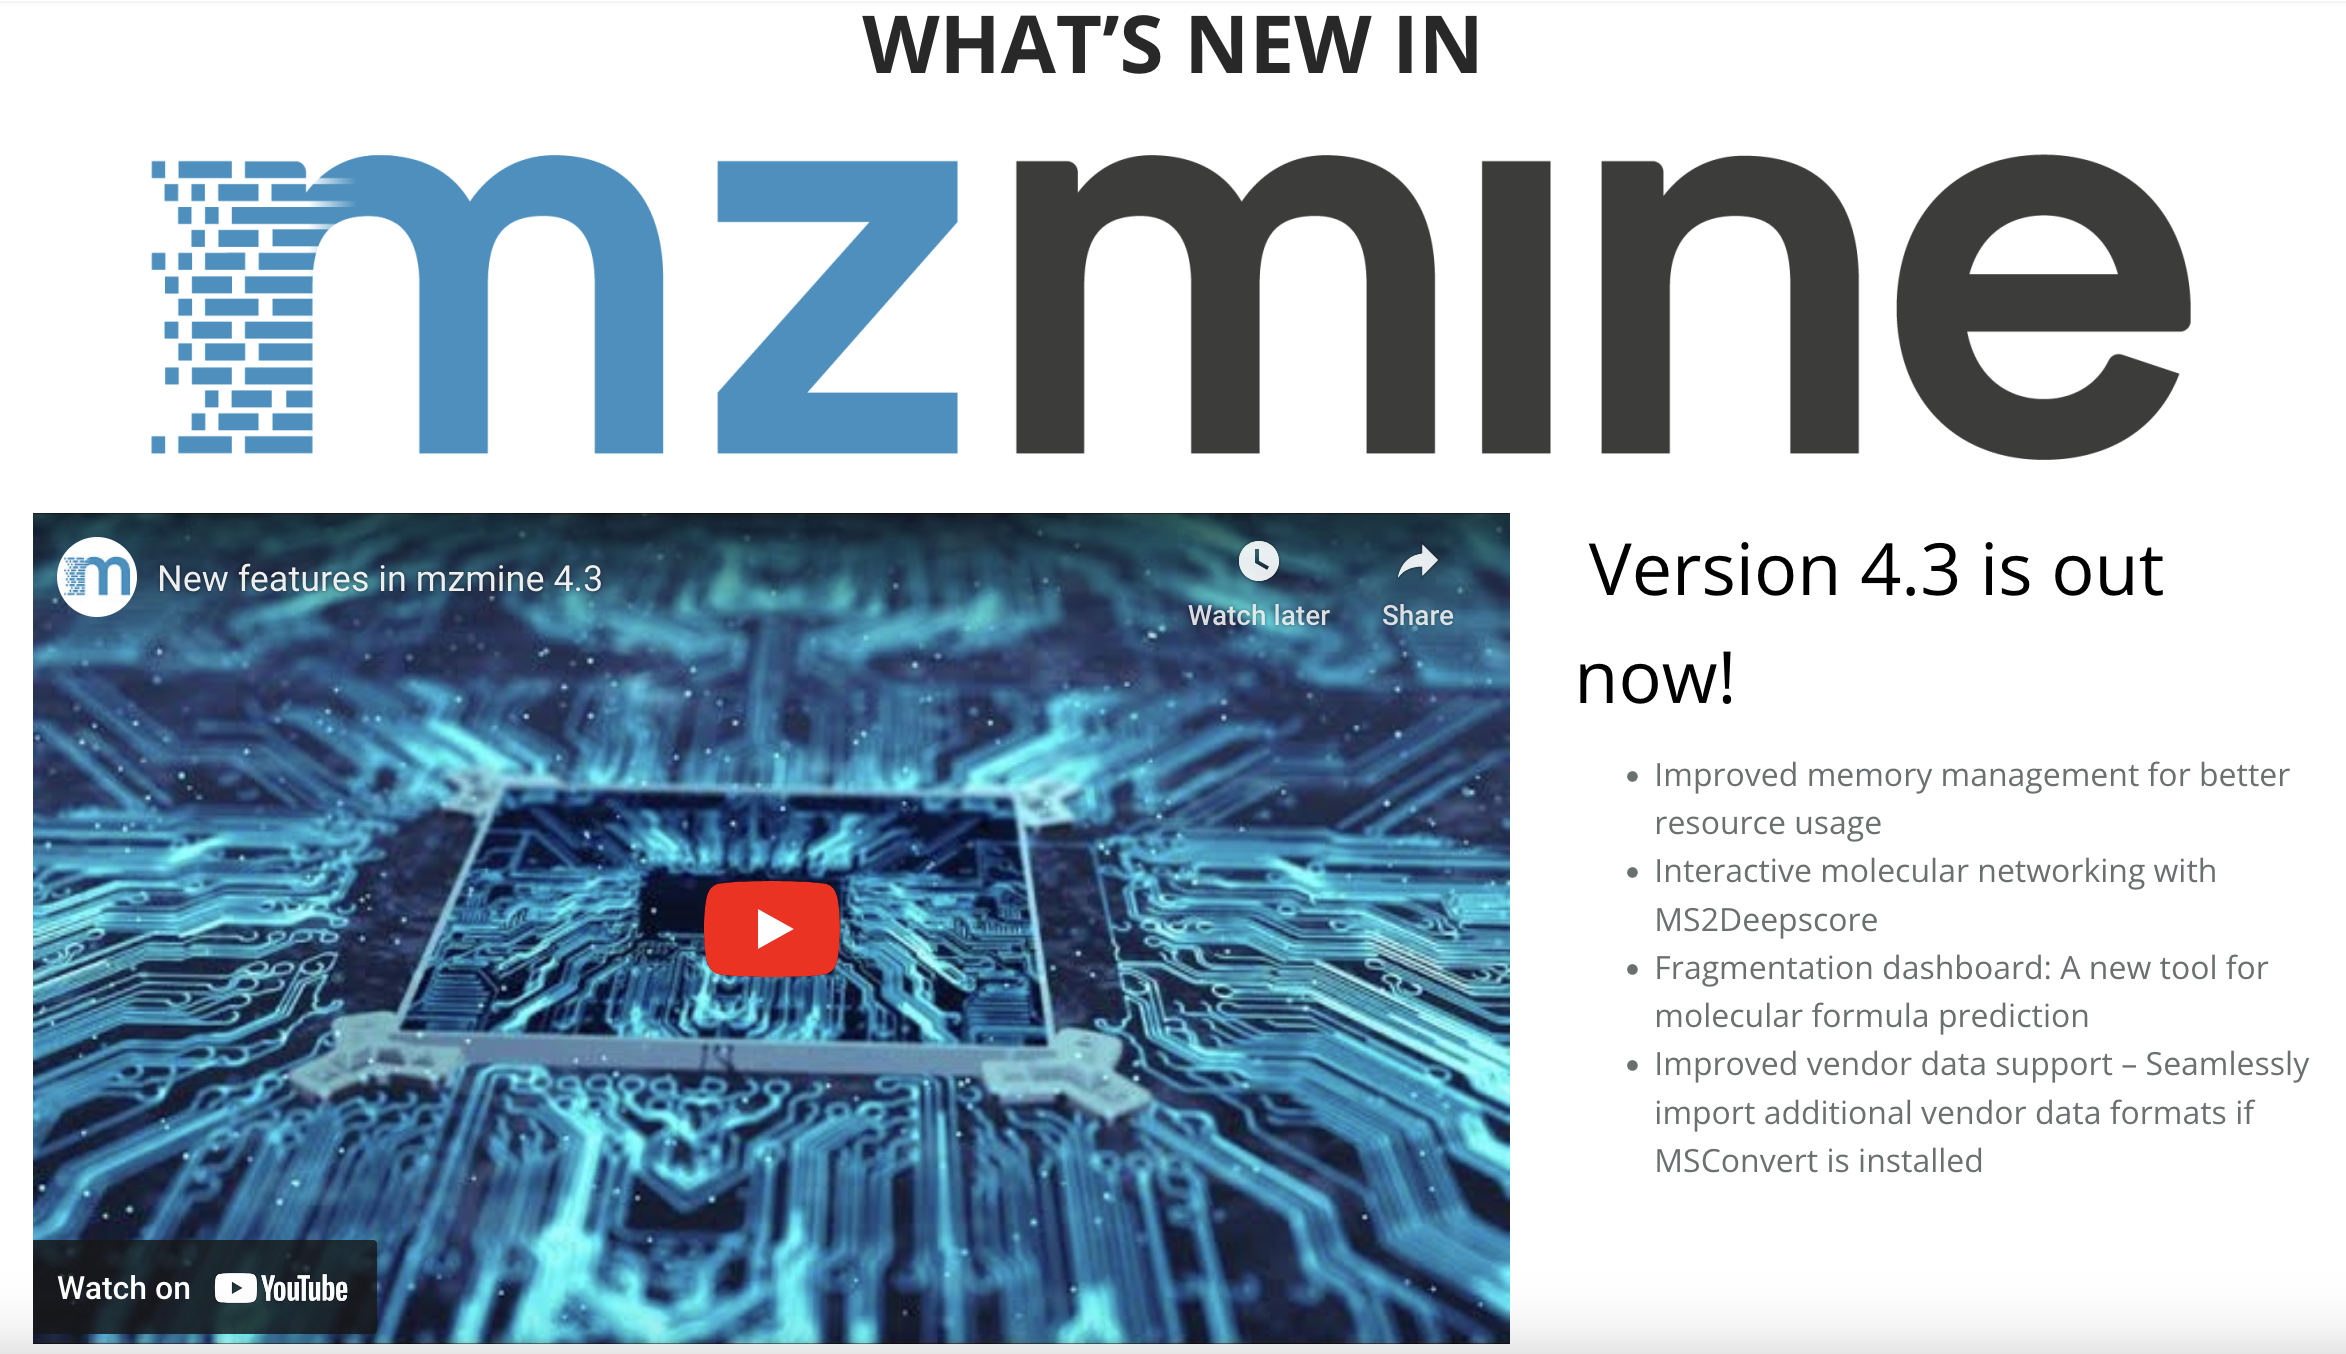 WHAT’S NEW IN
mzmine
m
New features in mzmine 4.3
Watch later
Share
Watch on YouTube
Version 4.3 is out
now!
• Improved memory management for better
resource usage
• Interactive molecular networking with
MS2Deepscore
• Fragmentation dashboard: A new tool for
molecular formula prediction
• Improved vendor data support – Seamlessly
import additional vendor data formats if
MSConvert is installed